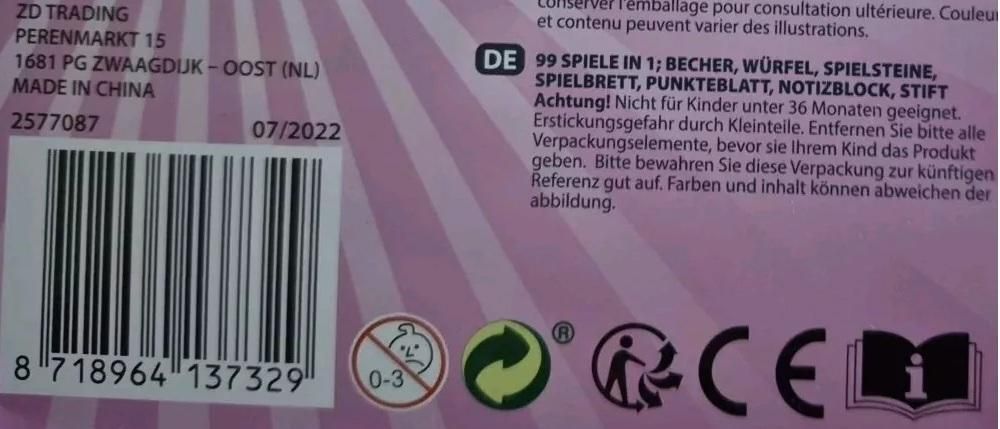 ZD TRADING
PERENMARKT 15
1681 PG ZWAAGDIJK – OOST (NL)
MADE IN CHINA
2577087
07/2022
8 718964 137329
conserver l'emballage pour consultation ultérieure. Couleur
et contenu peuvent varier des illustrations.
DE 99 SPIELE IN 1; BECHER, WÜRFEL, SPIELSTEINE,
SPIELBRETT, PUNKTEBLATT, NOTIZBLOCK, STIFT
Achtung! Nicht für Kinder unter 36 Monaten geeignet.
Erstickungsgefahr durch Kleinteile. Entfernen Sie bitte alle
Verpackungselemente, bevor sie Ihrem Kind das Produkt
geben. Bitte bewahren Sie diese Verpackung zur künftigen
Referenz gut auf. Farben und inhalt können abweichen der
abbildung.
0-3
®
CE
i